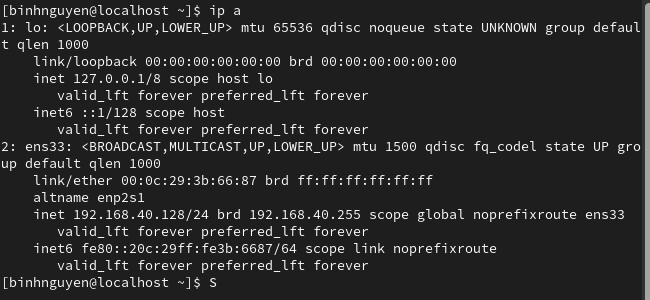 [binhnguyen@localhost ~]$ ip a
1: lo: <LOOPBACK,UP,LOWER_UP> mtu 65536 qdisc noqueue state UNKNOWN group defaul
t qlen 1000
    link/loopback 00:00:00:00:00:00 brd 00:00:00:00:00:00
    inet 127.0.0.1/8 scope host lo
       valid_lft forever preferred_lft forever
    inet6 ::1/128 scope host
       valid_lft forever preferred_lft forever
2: ens33: <BROADCAST,MULTICAST,UP,LOWER_UP> mtu 1500 qdisc fq_codel state UP gro
up default qlen 1000
    link/ether 00:0c:29:3b:66:87 brd ff:ff:ff:ff:ff:ff
    altname enp2s1
    inet 192.168.40.128/24 brd 192.168.40.255 scope global noprefixroute ens33
       valid_lft forever preferred_lft forever
    inet6 fe80::20c:29ff:fe3b:6687/64 scope link noprefixroute
       valid_lft forever preferred_lft forever
[binhnguyen@localhost ~]$ S